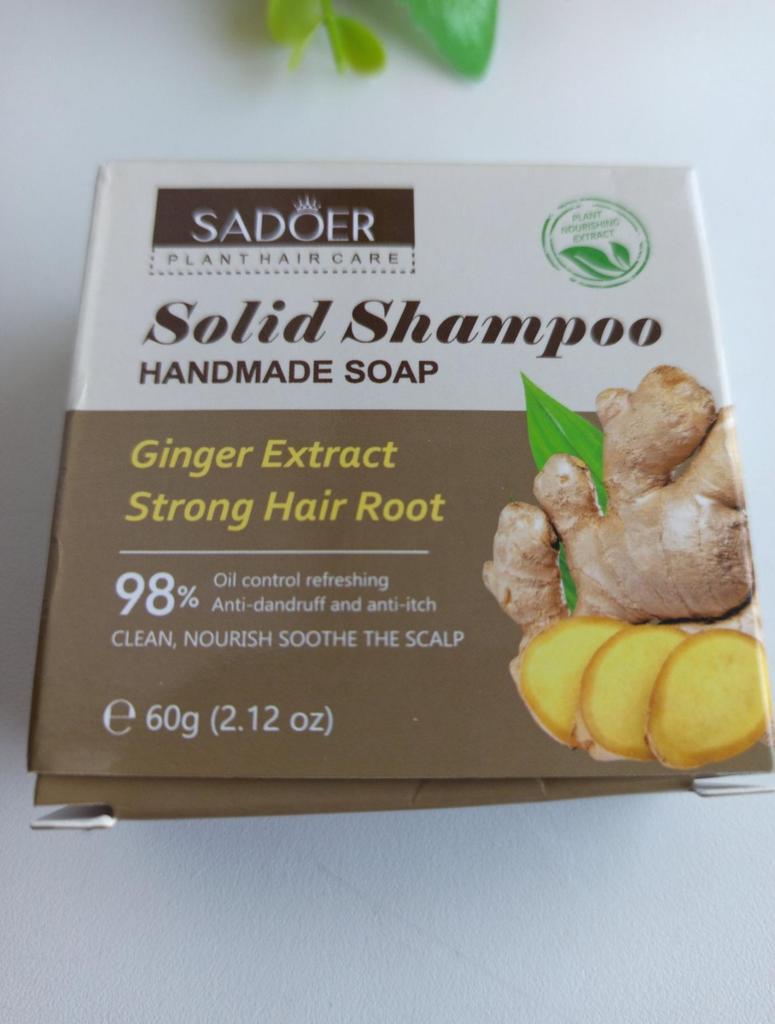 SADOER
PLANT HAIR CARE
PLANT
NOURISHING
EXTRACT
Solid Shampoo
HANDMADE SOAP
Ginger Extract
Strong Hair Root
98% Oil control refreshing
Anti-dandruff and anti-itch
CLEAN, NOURISH SOOTHE THE SCALP
℮ 60g (2.12 oz)